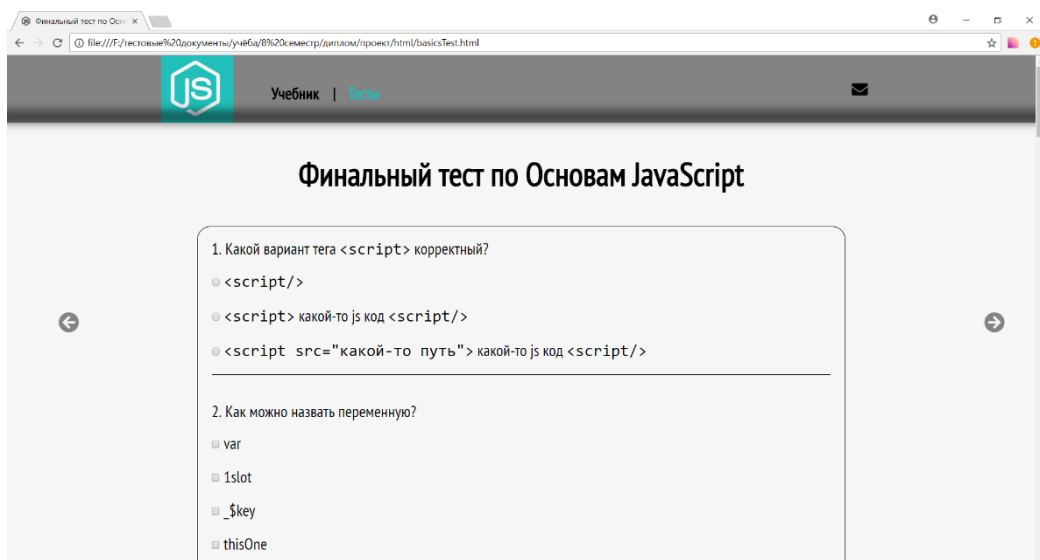 Финальный тест по Осн
file:///F:/тестовые%20документы/учёба/8%20семестр/диплом/проект/html/basicsTest.html
JS
Учебник | Тесты
Финальный тест по Основам JavaScript
1. Какой вариант тега <script> корректный?
<script/>
<script> какой-то js код <script/>
<script src="какой-то путь"> какой-то js код <script/>
2. Как можно назвать переменную?
var
1slot
_$key
thisOne